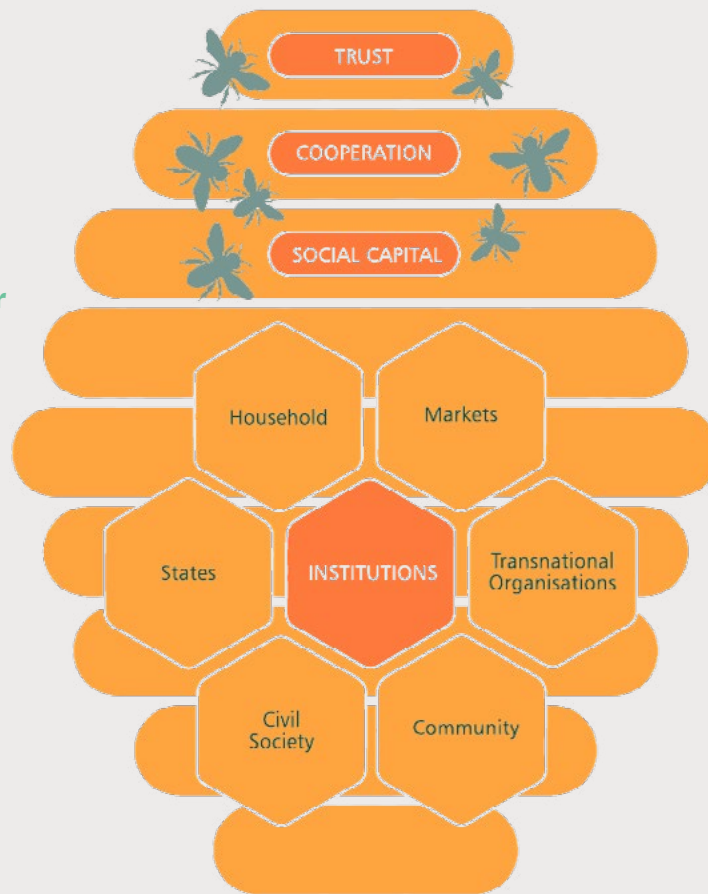 TRUST
COOPERATION
SOCIAL CAPITAL
Household
Markets
States
INSTITUTIONS
Transnational
Organisations
Civil
Society
Community